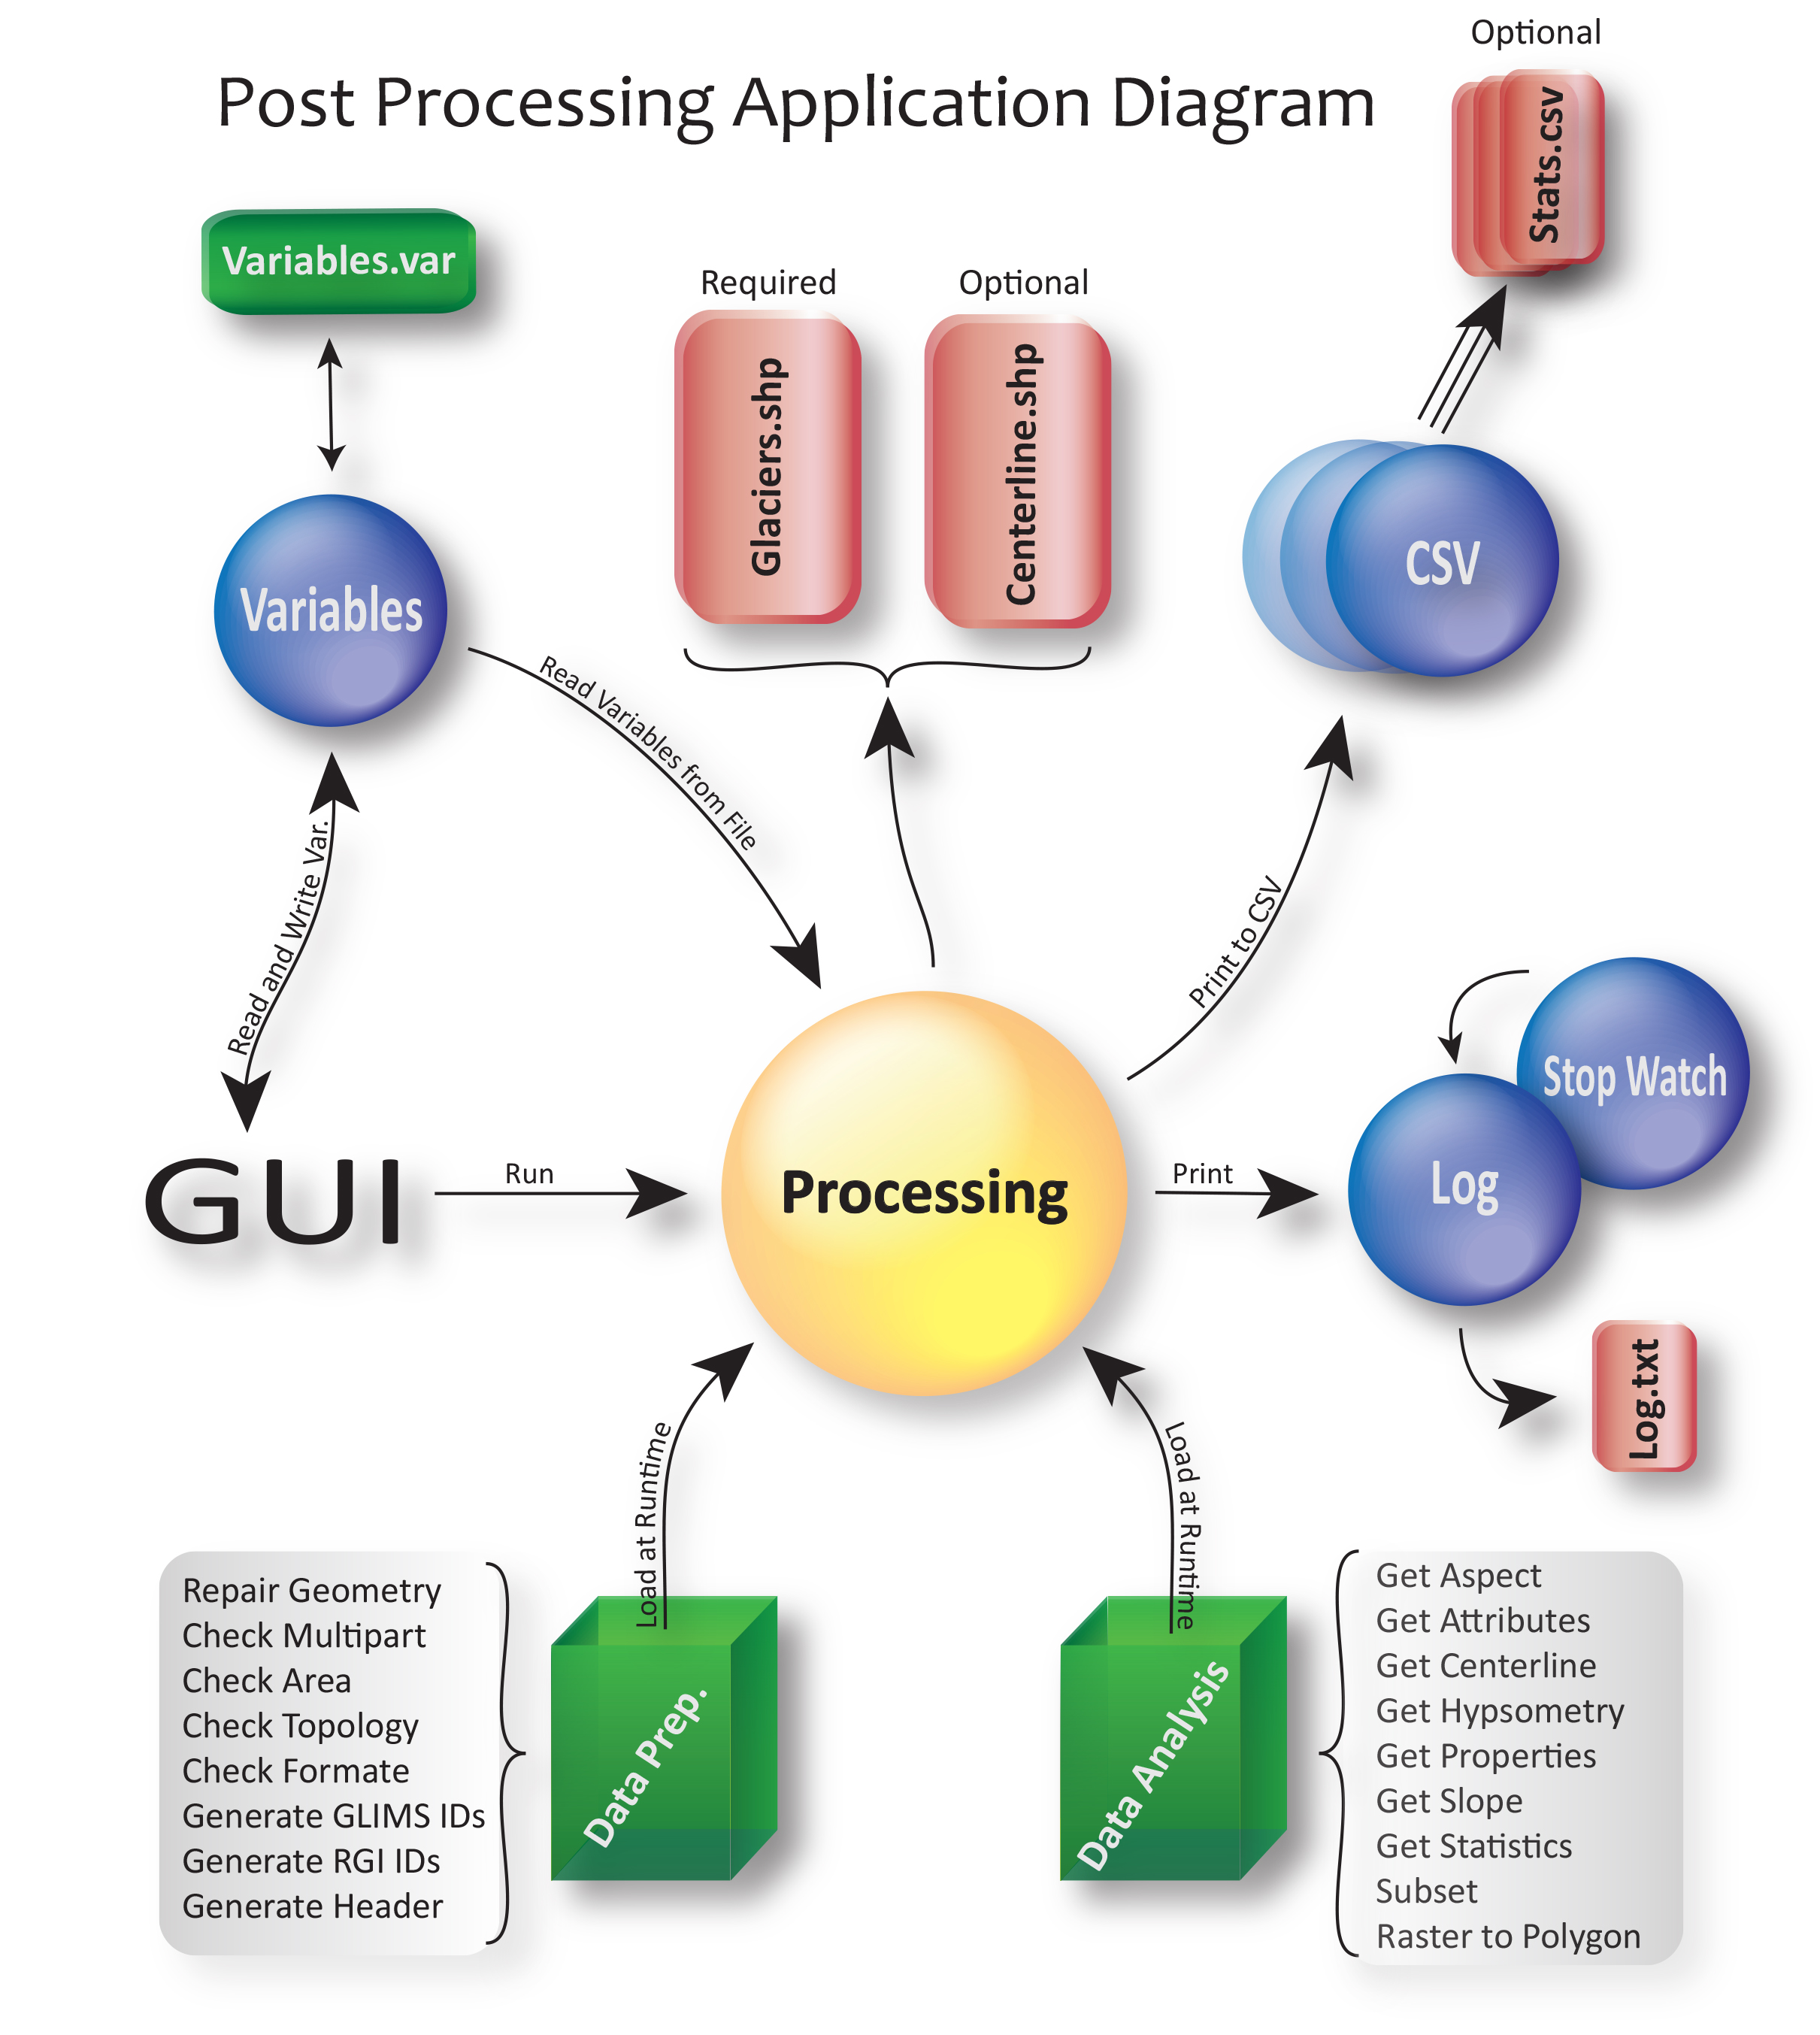 Optional
Post Processing Application Diagram
Stats.csv
Variables.var
Required
Optional
Glaciers.shp
Centerline.shp
CSV
Variables
Read Variables from File
Read and Write Var.
Print to CSV
Stop Watch
GUI
Run
Processing
Print
Log
Log.txt
Load at Runtime
Load at Runtime
Repair Geometry
Check Multipart
Check Area
Check Topology
Check Formate
Generate GLIMS IDs
Generate RGI IDs
Generate Header
Data Prep.
Data Analysis
Get Aspect
Get Attributes
Get Centerline
Get Hypsometry
Get Properties
Get Slope
Get Statistics
Subset
Raster to Polygon